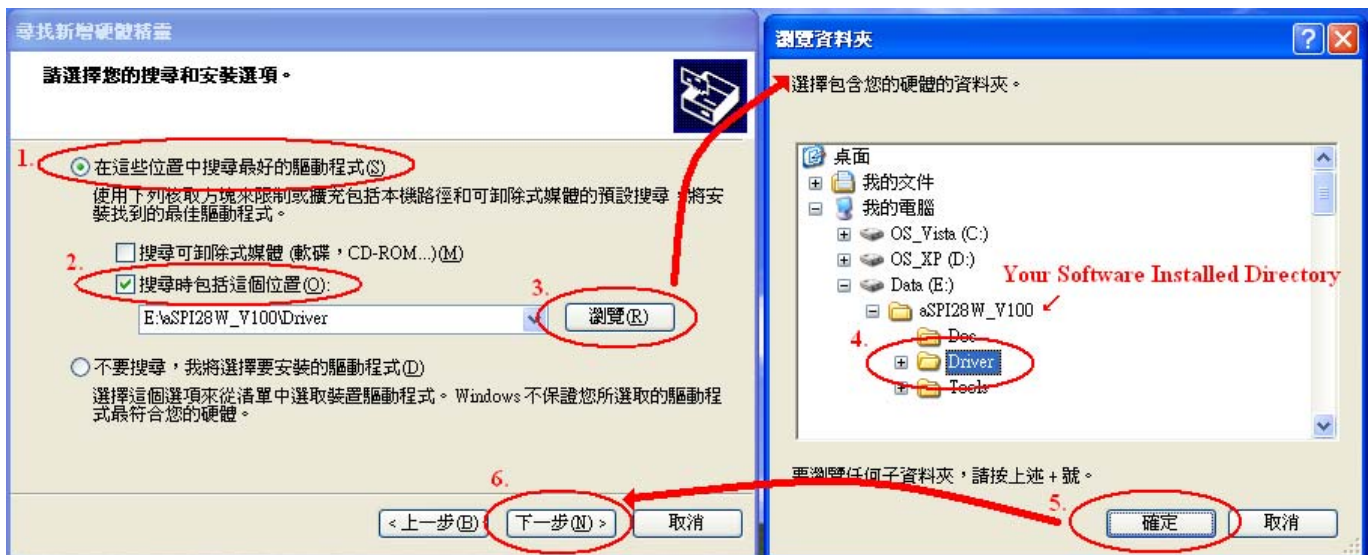 尋找新增硬體精靈
請選擇您的搜尋和安裝選項。
1.
在這些位置中搜尋最好的驅動程式(S)
使用下列核取方塊來限制或擴充包括本機路徑和可卸除式媒體的預設搜尋，將安
裝找到的最佳驅動程式。
搜尋可卸除式媒體 (軟碟，CD-ROM...)(M)
2.
搜尋時包括這個位置(O):
3.
E:\aSPI28W_V100\Driver
瀏覽(R)
不要搜尋，我將選擇要安裝的驅動程式(D)
選擇這個選項來從清單中選取裝置驅動程式。Windows 不保證您所選取的驅動程
式最符合您的硬體。
6.
<上一步(B)
下一步(N) >
取消
瀏覽資料夾
選擇包含您的硬體的資料夾。
桌面
我的文件
我的電腦
OS_Vista (C:)
OS_XP (D:)
Data (E:)
Your Software Installed Directory
aSPI28W_V100
Doc
4.
Driver
Tools
要瀏覽任何子資料夾，請按上述 + 號。
5.
確定
取消